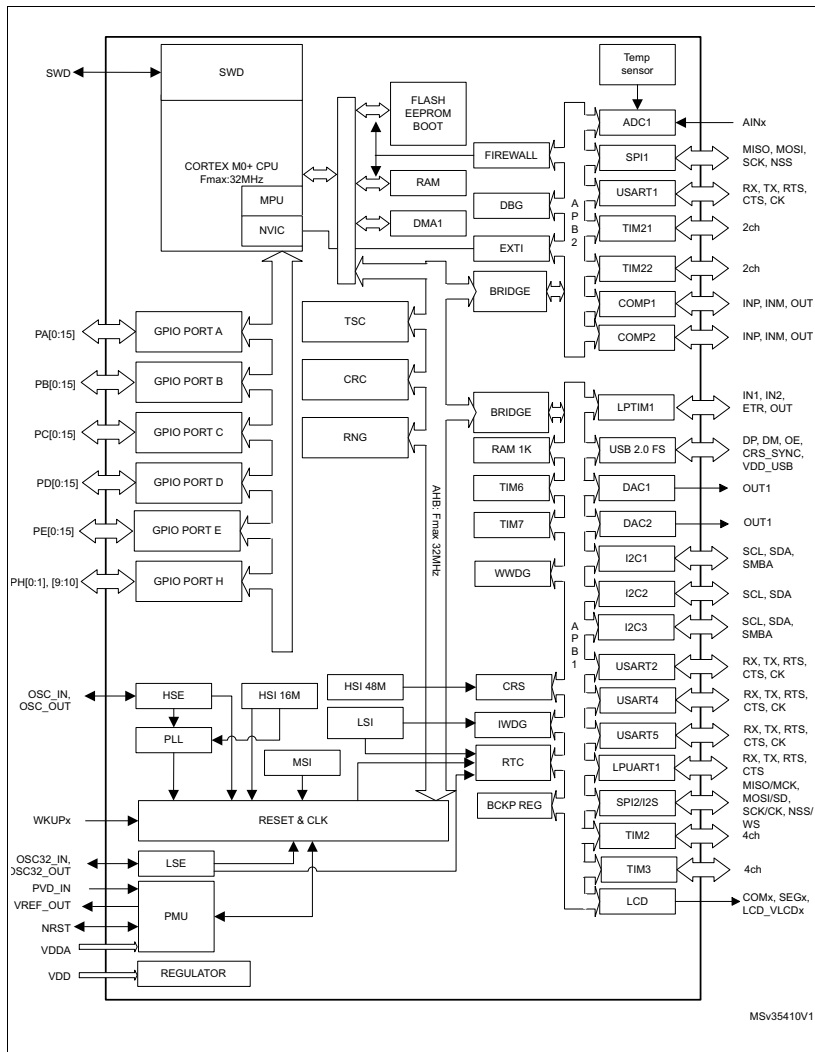 SWD
SWD
CORTEX M0+ CPU
Fmax:32MHz
MPU
NVIC
FLASH
EEPROM
BOOT
RAM
DMA1
FIREWALL
DBG
EXTI
BRIDGE
APB2
Temp
sensor
ADC1
AINx
SPI1
MISO, MOSI,
SCK, NSS
USART1
RX, TX, RTS,
CTS, CK
TIM21
2ch
TIM22
2ch
COMP1
INP, INM, OUT
COMP2
INP, INM, OUT
PA[0:15]
GPIO PORT A
PB[0:15]
GPIO PORT B
PC[0:15]
GPIO PORT C
PD[0:15]
GPIO PORT D
PE[0:15]
GPIO PORT E
PH[0:1], [9:10]
GPIO PORT H
TSC
CRC
RNG
AHB: Fmax 32MHz
BRIDGE
RAM 1K
TIM6
TIM7
WWDG
APB1
LPTIM1
IN1, IN2,
ETR, OUT
USB 2.0 FS
DP, DM, OE,
CRS_SYNC,
VDD_USB
DAC1
OUT1
DAC2
OUT1
I2C1
SCL, SDA,
SMBA
I2C2
SCL, SDA
I2C3
SCL, SDA,
SMBA
USART2
RX, TX, RTS,
CTS, CK
USART4
RX, TX, RTS,
CTS, CK
USART5
RX, TX, RTS,
CTS, CK
LPUART1
RX, TX, RTS,
CTS
SPI2/I2S
MISO/MCK,
MOSI/SD,
SCK/CK, NSS/
WS
TIM2
4ch
TIM3
4ch
LCD
COMx, SEGx,
LCD_VLCDx
OSC_IN,
OSC_OUT
HSE
HSI 16M
PLL
MSI
HSI 48M
LSI
CRS
IWDG
RTC
BCKP REG
WKUPx
RESET & CLK
OSC32_IN,
OSC32_OUT
LSE
PVD_IN
VREF_OUT
NRST
VDDA
PMU
VDD
REGULATOR
MSv35410V1